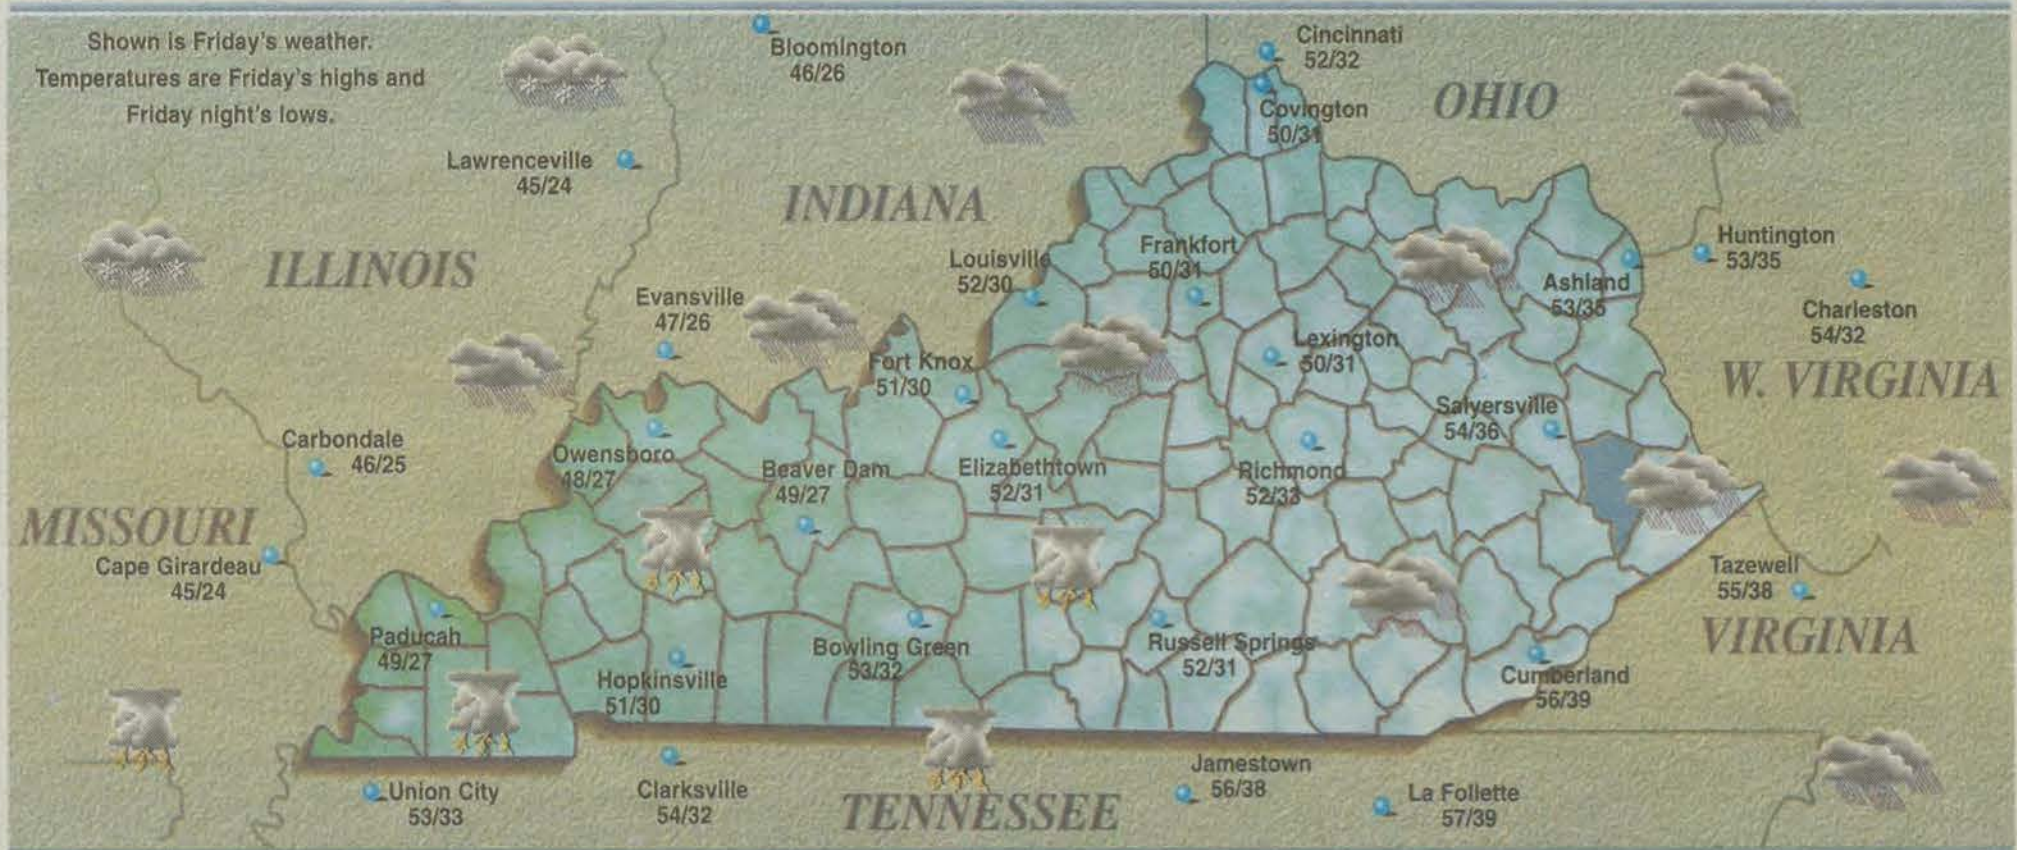 Shown is Friday's weather.
Temperatures are Friday's highs and
Friday night's lows.
Bloomington
46/26
Cincinnati
52/32
Covington
50/31
OHIO
Lawrenceville
45/24
INDIANA
ILLINOIS
Louisville
52/30
Frankfort
50/31
Huntington
53/35
Ashland
53/35
Charleston
54/32
Evansville
47/26
Lexington
50/31
Fort Knox
51/30
W. VIRGINIA
Salyersville
54/36
Carbondale
46/25
Owensboro
48/27
Beaver Dam
49/27
Elizabethtown
52/31
Richmond
52/33
MISSOURI
Cape Girardeau
45/24
Tazewell
55/38
VIRGINIA
Paducah
49/27
Hopkinsville
51/30
Bowling Green
53/32
Russell Springs
52/31
Cumberland
56/39
Union City
53/33
Clarksville
54/32
TENNESSEE
Jamestown
56/38
La Follette
57/39